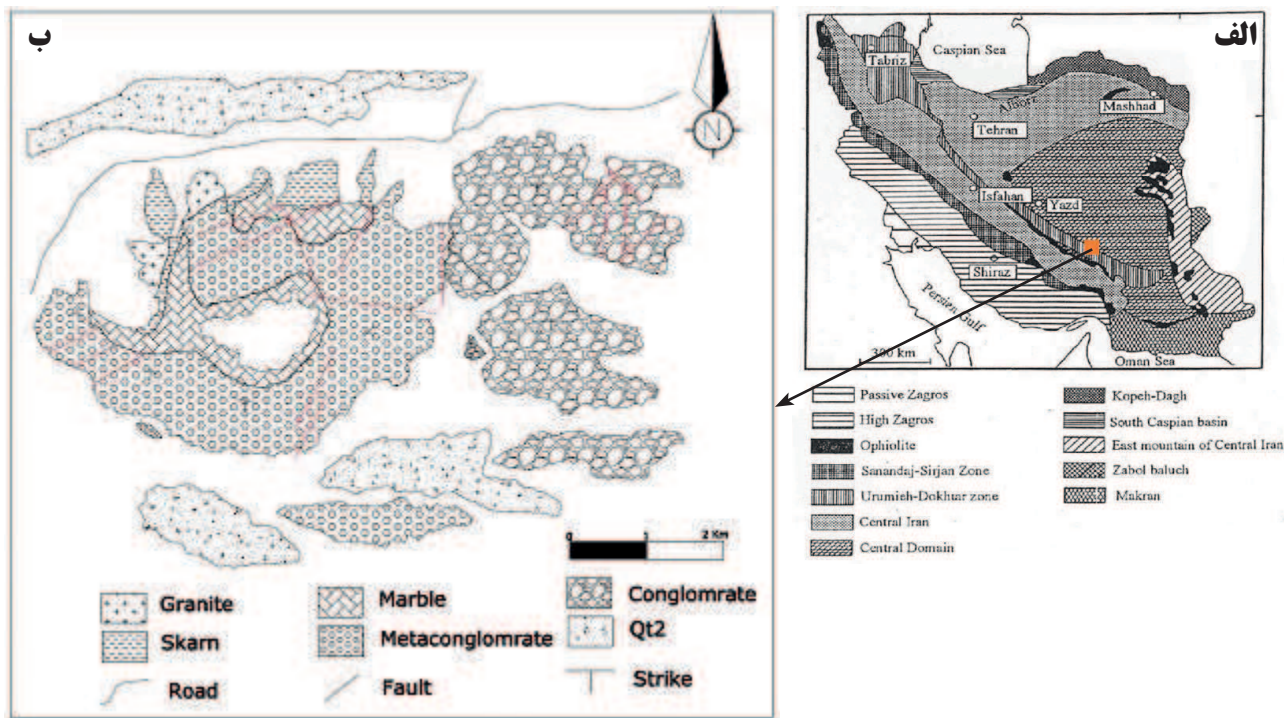 ب
N
0 1 2 Km
Granite
Skarn
Road
Marble
Metaconglomrate
Fault
Conglomrate
Qt2
Strike
الف
Caspian Sea
Tabriz
Alborz
Mashhad
Tehran
Isfahan
Yazd
Shiraz
Persien Gulf
300 km
Oman Sea
Passive Zagros
High Zagros
Ophiolite
Sanandaj-Sirjan Zone
Urumieh-Dokhtar zone
Central Iran
Central Domain
Kopeh-Dagh
South Caspian basin
East mountain of Central Iran
Zabol baluch
Makran